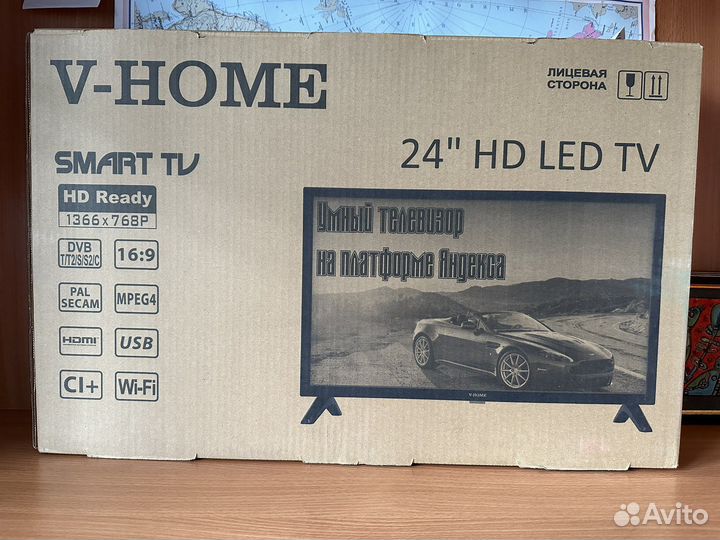 V-HOME
ЛИЦЕВАЯ
СТОРОНА
SMART TV
24" HD LED TV
HD Ready
1366x768P
DVB
T/T2/S/S2/C
16:9
PAL
SECAM
MPEG4
HDMI
USB
CI+
Wi-Fi
Умный телевизор
на платформе Яндекса
V-HOME
Avito